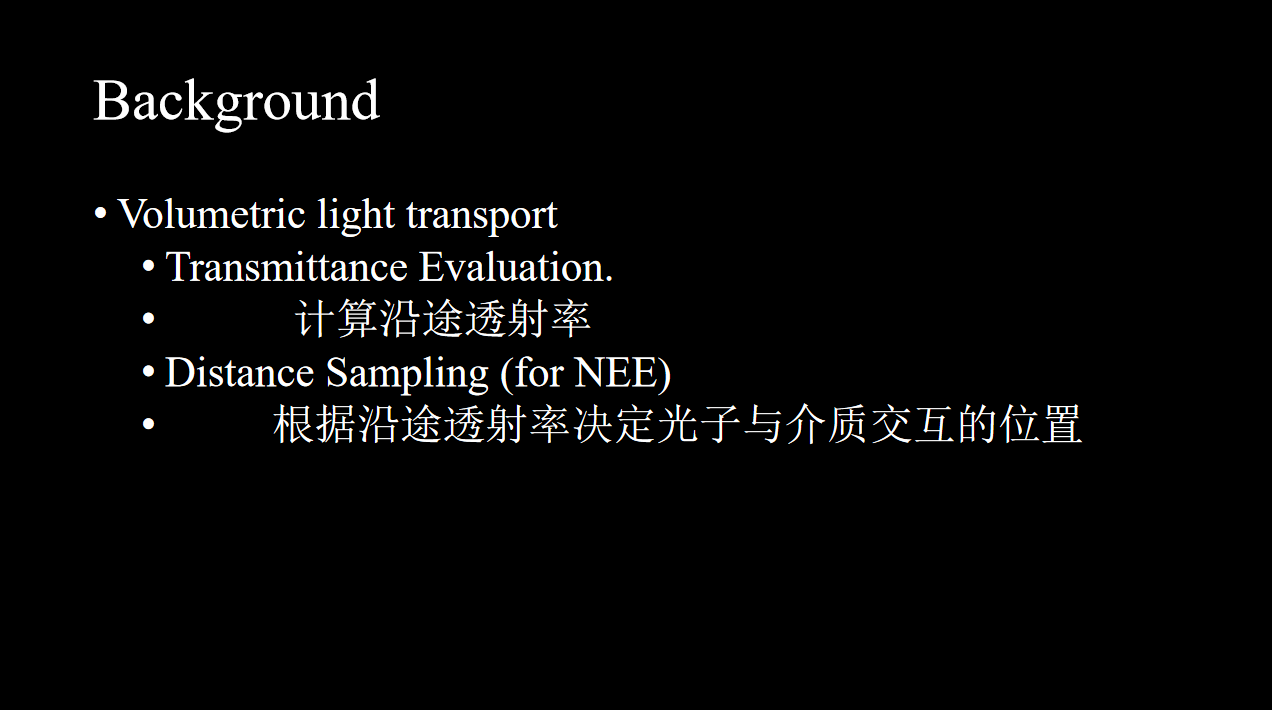 Background
• Volumetric light transport
• Transmittance Evaluation.
• 计算沿途透射率
• Distance Sampling (for NEE)
• 根据沿途透射率决定光子与介质交互的位置